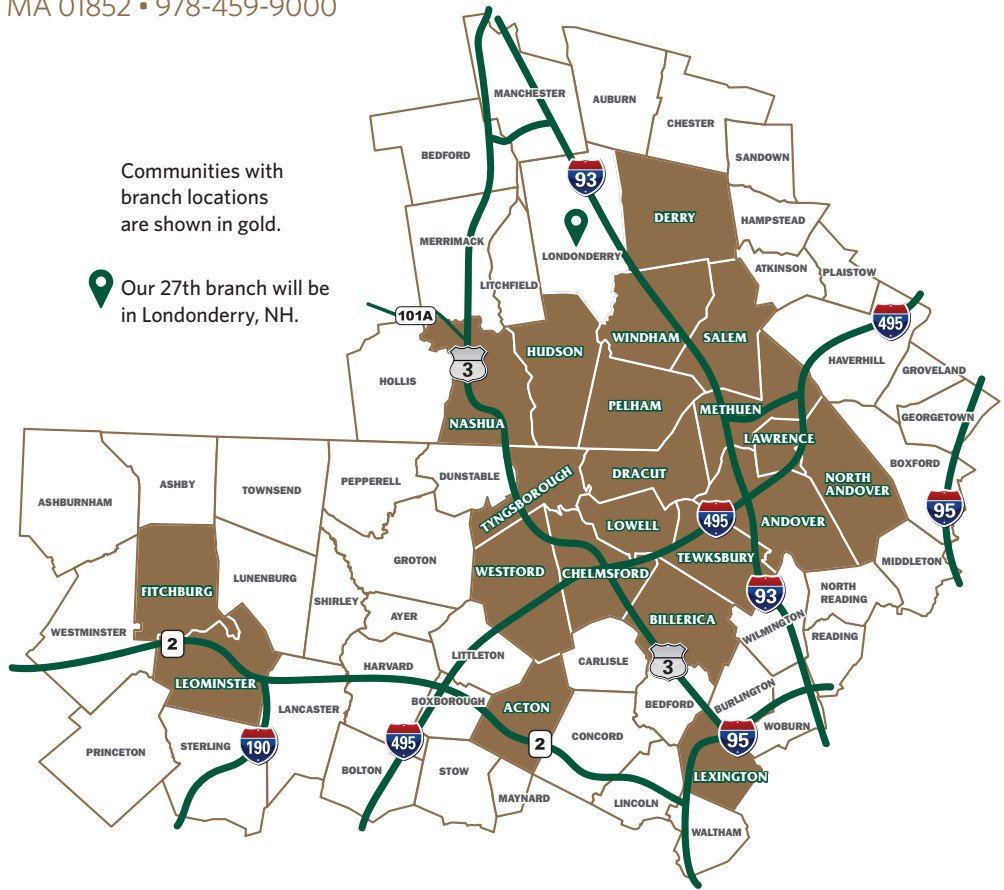 MA 01852 • 978-459-9000
Communities with
branch locations
are shown in gold.
Our 27th branch will be
in Londonderry, NH.
MANCHESTER
AUBURN
CHESTER
BEDFORD
SANDOWN
93
DERRY
HAMPSTEAD
MERRIMACK
LONDONDERRY
ATKINSON
PLAISTOW
LITCHFIELD
101A
495
WINDHAM
SALEM
HUDSON
3
HAVERHILL
GROVELAND
HOLLIS
PELHAM
METHUEN
GEORGETOWN
NASHUA
LAWRENCE
BOXFORD
ASHBURNHAM
ASHBY
TOWNSEND
PEPPERELL
DUNSTABLE
TYNGSBOROUGH
DRACUT
NORTH
ANDOVER
95
LOWELL
495
ANDOVER
GROTON
TEWKSBURY
MIDDLETON
FITCHBURG
LUNENBURG
WESTFORD
CHELMSFORD
93
NORTH
READING
SHIRLEY
AYER
BILLERICA
WILMINGTON
READING
WESTMINSTER
2
LITTLETON
CARLISLE
3
HARVARD
LEOMINSTER
LANCASTER
BOXBOROUGH
ACTON
BEDFORD
BURLINGTON
WOBURN
PRINCETON
STERLING
190
495
2
CONCORD
95
BOLTON
STOW
LEXINGTON
MAYNARD
LINCOLN
WALTHAM